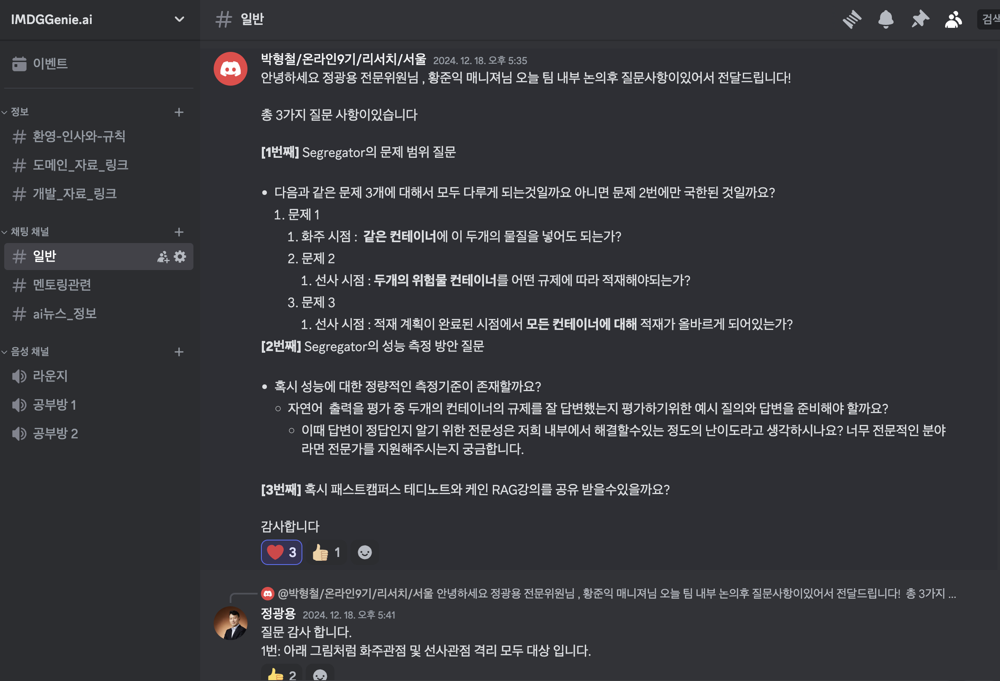 IMDGGenie.ai
이벤트
정보
환영-인사와-규칙
도메인_자료_링크
개발_자료_링크
채팅 채널
일반
멘토링관련
ai뉴스_정보
음성 채널
라운지
공부방 1
공부방 2
# 일반
박형철/온라인9기/리서치/서울 2024. 12. 18. 오후 5:35
안녕하세요 정광용 전문위원님 , 황준익 매니져님 오늘 팀 내부 논의후 질문사항이있어서 전달드립니다!
총 3가지 질문 사항이있습니다
[1번째] Segregator의 문제 범위 질문
• 다음과 같은 문제 3개에 대해서 모두 다루게 되는것일까요 아니면 문제 2번에만 국한된 것일까요?
1. 문제 1
1. 화주 시점 : 같은 컨테이너에 이 두개의 물질을 넣어도 되는가?
2. 문제 2
1. 선사 시점 : 두개의 위험물 컨테이너를 어떤 규제에 따라 적재해야되는가?
3. 문제 3
1. 선사 시점 : 적재 계획이 완료된 시점에서 모든 컨테이너에 대해 적재가 올바르게 되어있는가?
[2번째] Segregator의 성능 측정 방안 질문
• 혹시 성능에 대한 정량적인 측정기준이 존재할까요?
◦ 자연어 출력을 평가 중 두개의 컨테이너의 규제를 잘 답변했는지 평가하기위한 예시 질의와 답변을 준비해야 할까요?
◦ 이때 답변이 정답인지 알기 위한 전문성은 저희 내부에서 해결할수있는 정도의 난이도라고 생각하시나요? 너무 전문적인 분야
라면 전문가를 지원해주시는지 궁금합니다.
[3번째] 혹시 패스트캠퍼스 테디노트와 케인 RAG강의를 공유 받을수있을까요?
감사합니다
3 1
@박형철/온라인9기/리서치/서울 안녕하세요 정광용 전문위원님 , 황준익 매니져님 오늘 팀 내부 논의후 질문사항이있어서 전달드립니다! 총 3가지 ...
정광용 2024. 12. 18. 오후 5:41
질문 감사 합니다.
1번: 아래 그림처럼 화주관점 및 선사관점 격리 모두 대상 입니다.
2